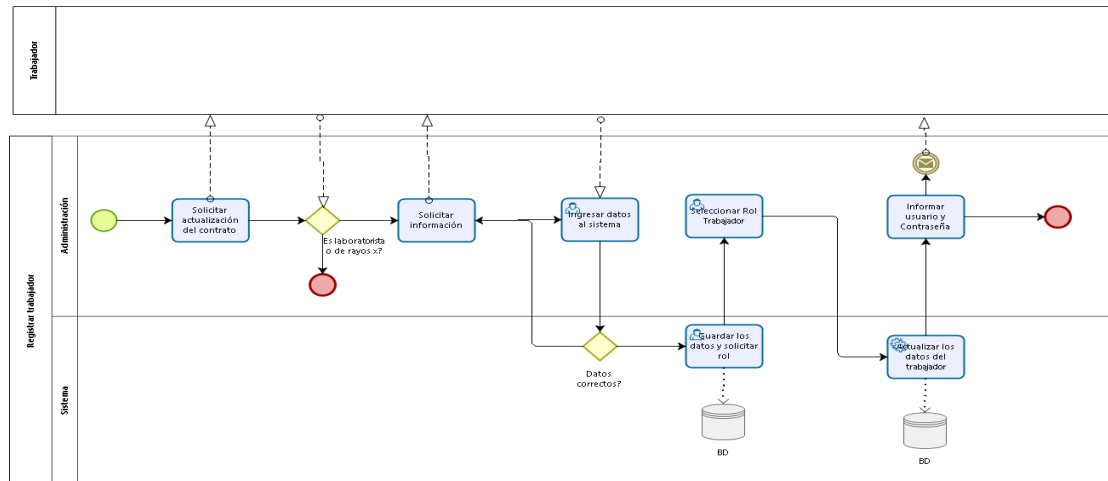 Trabajador
Registrar trabajador
Administración
Solicitar
actualización
del contrato
Es laboratorista
o de rayos x?
Solicitar
información
Ingresar datos
al sistema
Seleccionar Rol
Trabajador
Informar
usuario y
Contraseña
Sistema
Datos
correctos?
Guardar los
datos y solicitar
rol
BD
Actualizar los
datos del
trabajador
BD